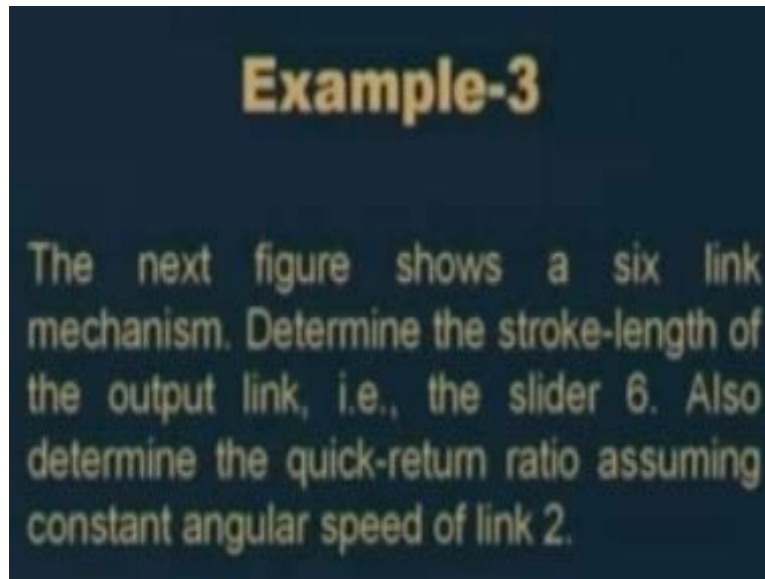 Example-3
The next figure shows a six link
mechanism. Determine the stroke-length of
the output link, i.e., the slider 6. Also
determine the quick-return ratio assuming
constant angular speed of link 2.